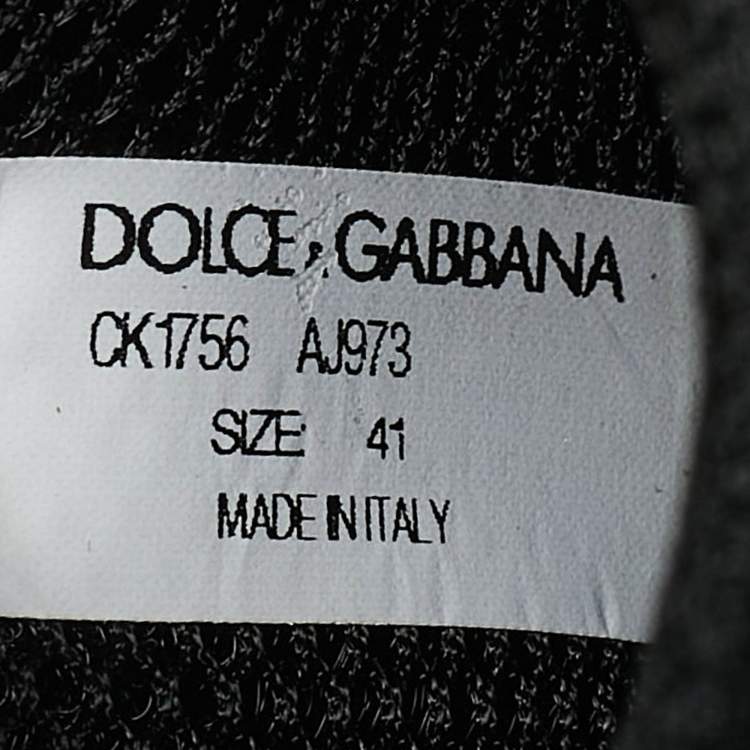 DOLCE & GABBANA
CK1756 AJ973
SIZE: 41
MADE IN ITALY